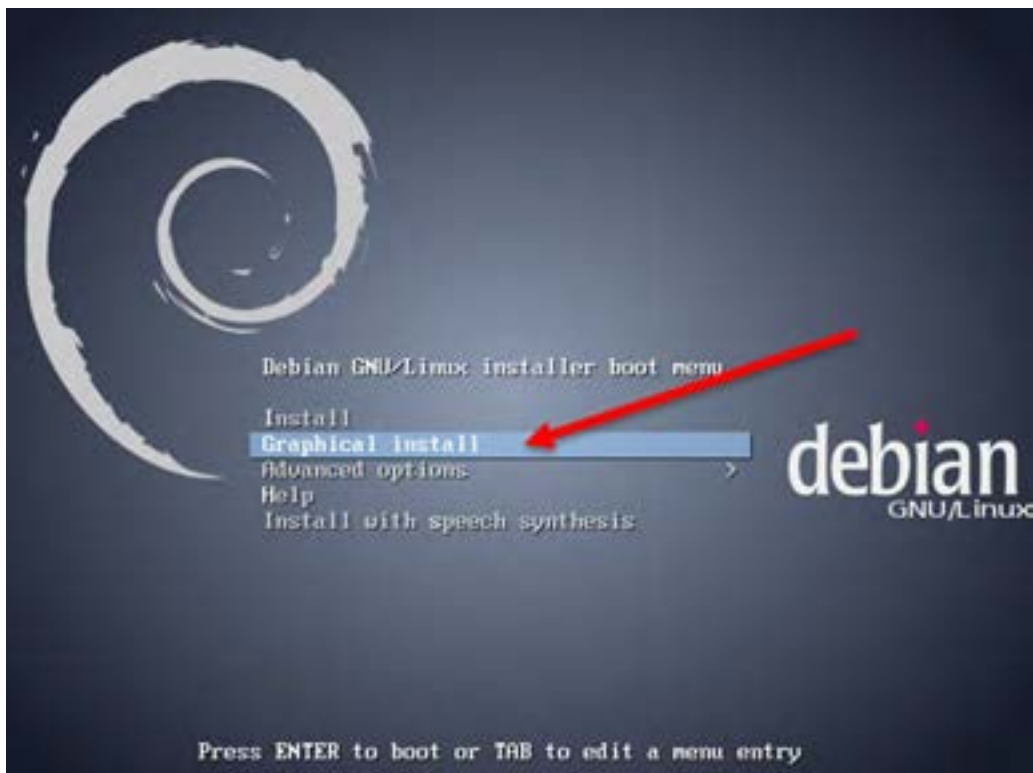 Debian GNU/Linux installer boot menu
Install
Graphical install
Advanced options >
Help
Install with speech synthesis
debian
GNU/Linux
Press ENTER to boot or TAB to edit a menu entry